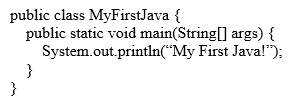 public class MyFirstJava {
public static void main(String[] args) {
System.out.println(“My First Java!”);
}
}